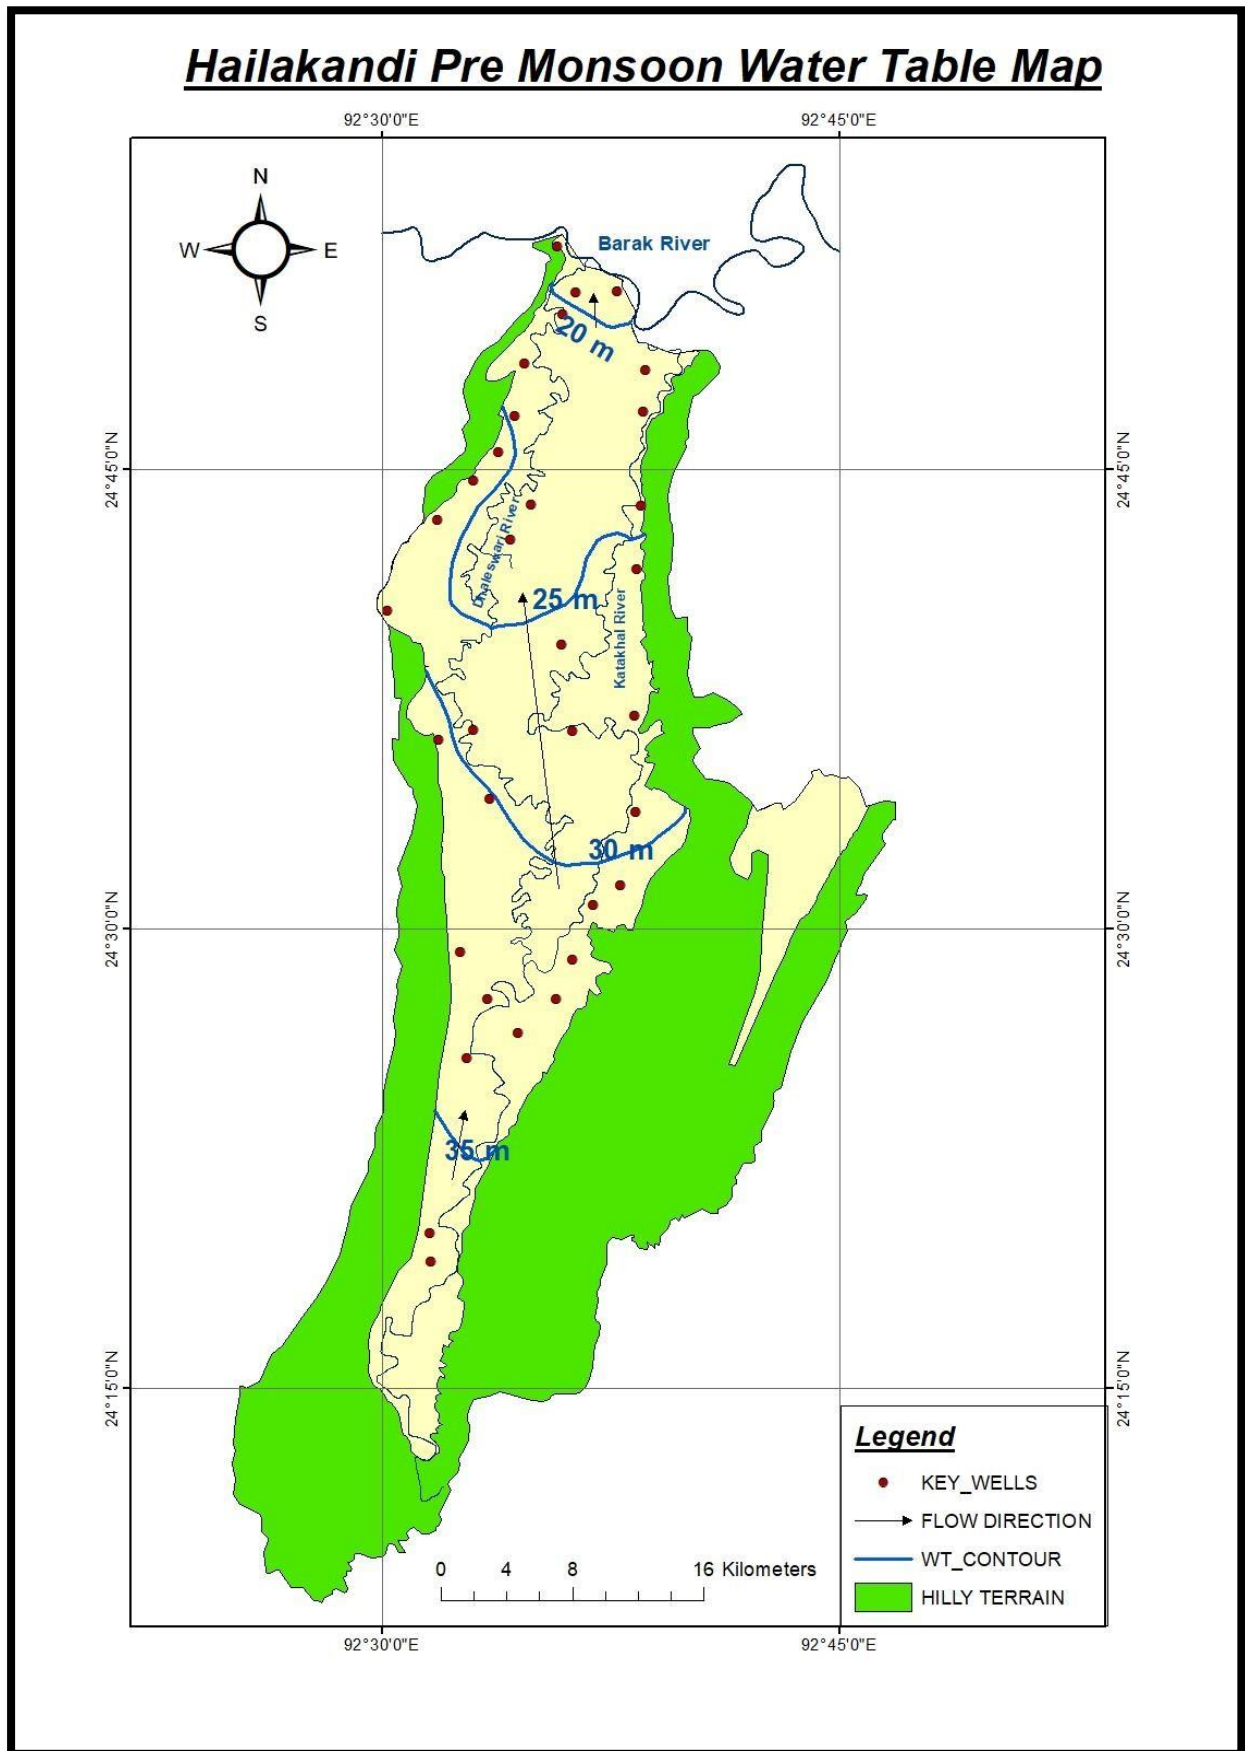 Hailakandi Pre Monsoon Water Table Map
92°30'0"E
92°45'0"E
N
W
E
S
Barak River
20 m
24°45'0"N
24°45'0"N
Dhaleswari River
25 m
Katakhal River
30 m
24°30'0"N
24°30'0"N
35 m
24°15'0"N
24°15'0"N
Legend
KEY_WELLS
FLOW DIRECTION
WT_CONTOUR
HILLY TERRAIN
0 4 8 16 Kilometers
92°30'0"E
92°45'0"E